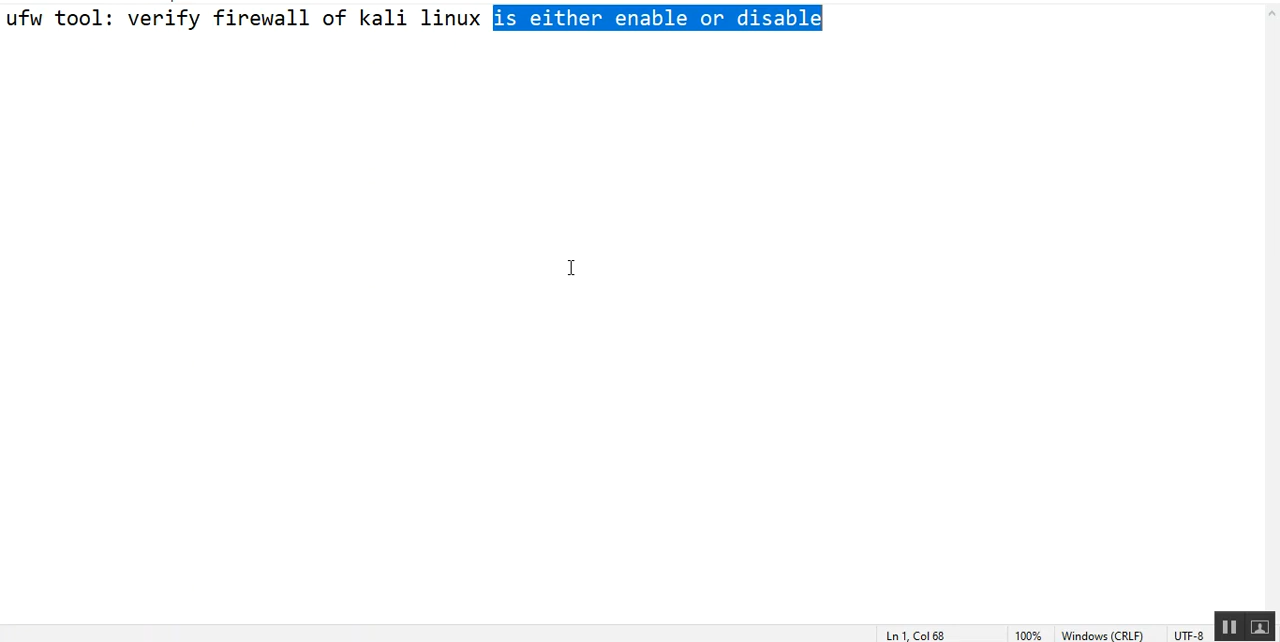 ufw tool: verify firewall of kali linux is either enable or disable
Ln 1, Col 68 100% Windows (CRLF) UTF-8